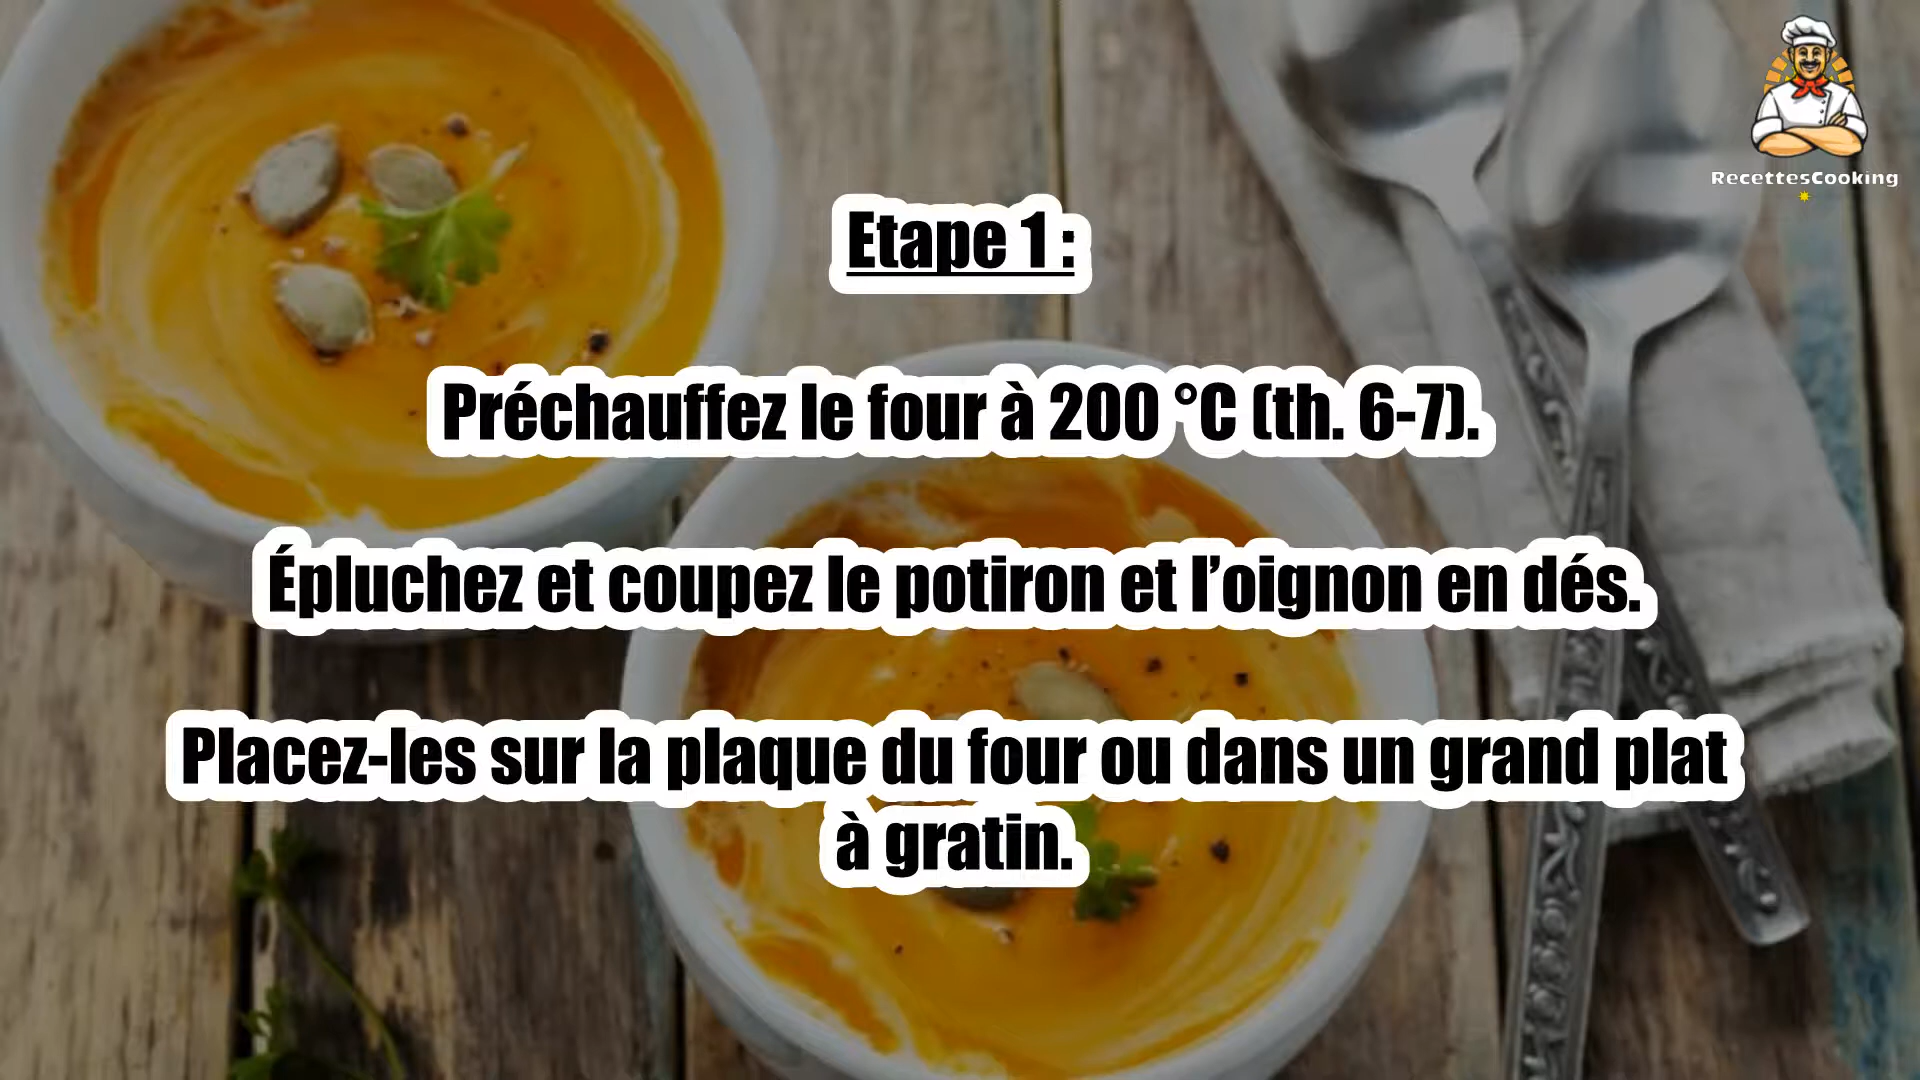 RecettesCooking
Etape 1 :
Préchauffez le four à 200 °C (th. 6-7).
Épluchez et coupez le potiron et l’oignon en dés.
Placez-les sur la plaque du four ou dans un grand plat
à gratin.